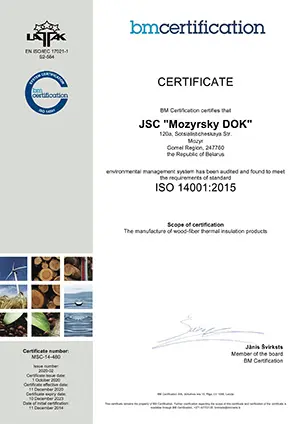 LATAK
EN ISO/IEC 17021-1
S2-564
bmcertification
SYSTEM CERTIFICATION
bm
certification
ISO 14001
CERTIFICATE
BM Certification certifies that
JSC "Mozyrsky DOK"
120a, Sotsialisticheskaya Str.
Mozyr
Gomel Region, 247760
the Republic of Belarus
environmental management system has been audited and found to meet
the requirements of standard
ISO 14001:2015
Scope of certification
The manufacture of wood-fiber thermal insulation products
Jānis Švirksts
Member of the board
BM Certification
Certificate number:
MSC-14-480
Issue number:
2020-02
Certificate issue date:
1 October 2020
Certificate effective date:
11 December 2020
Certificate expiry date:
10 December 2023
Date of initial certification:
11 December 2014